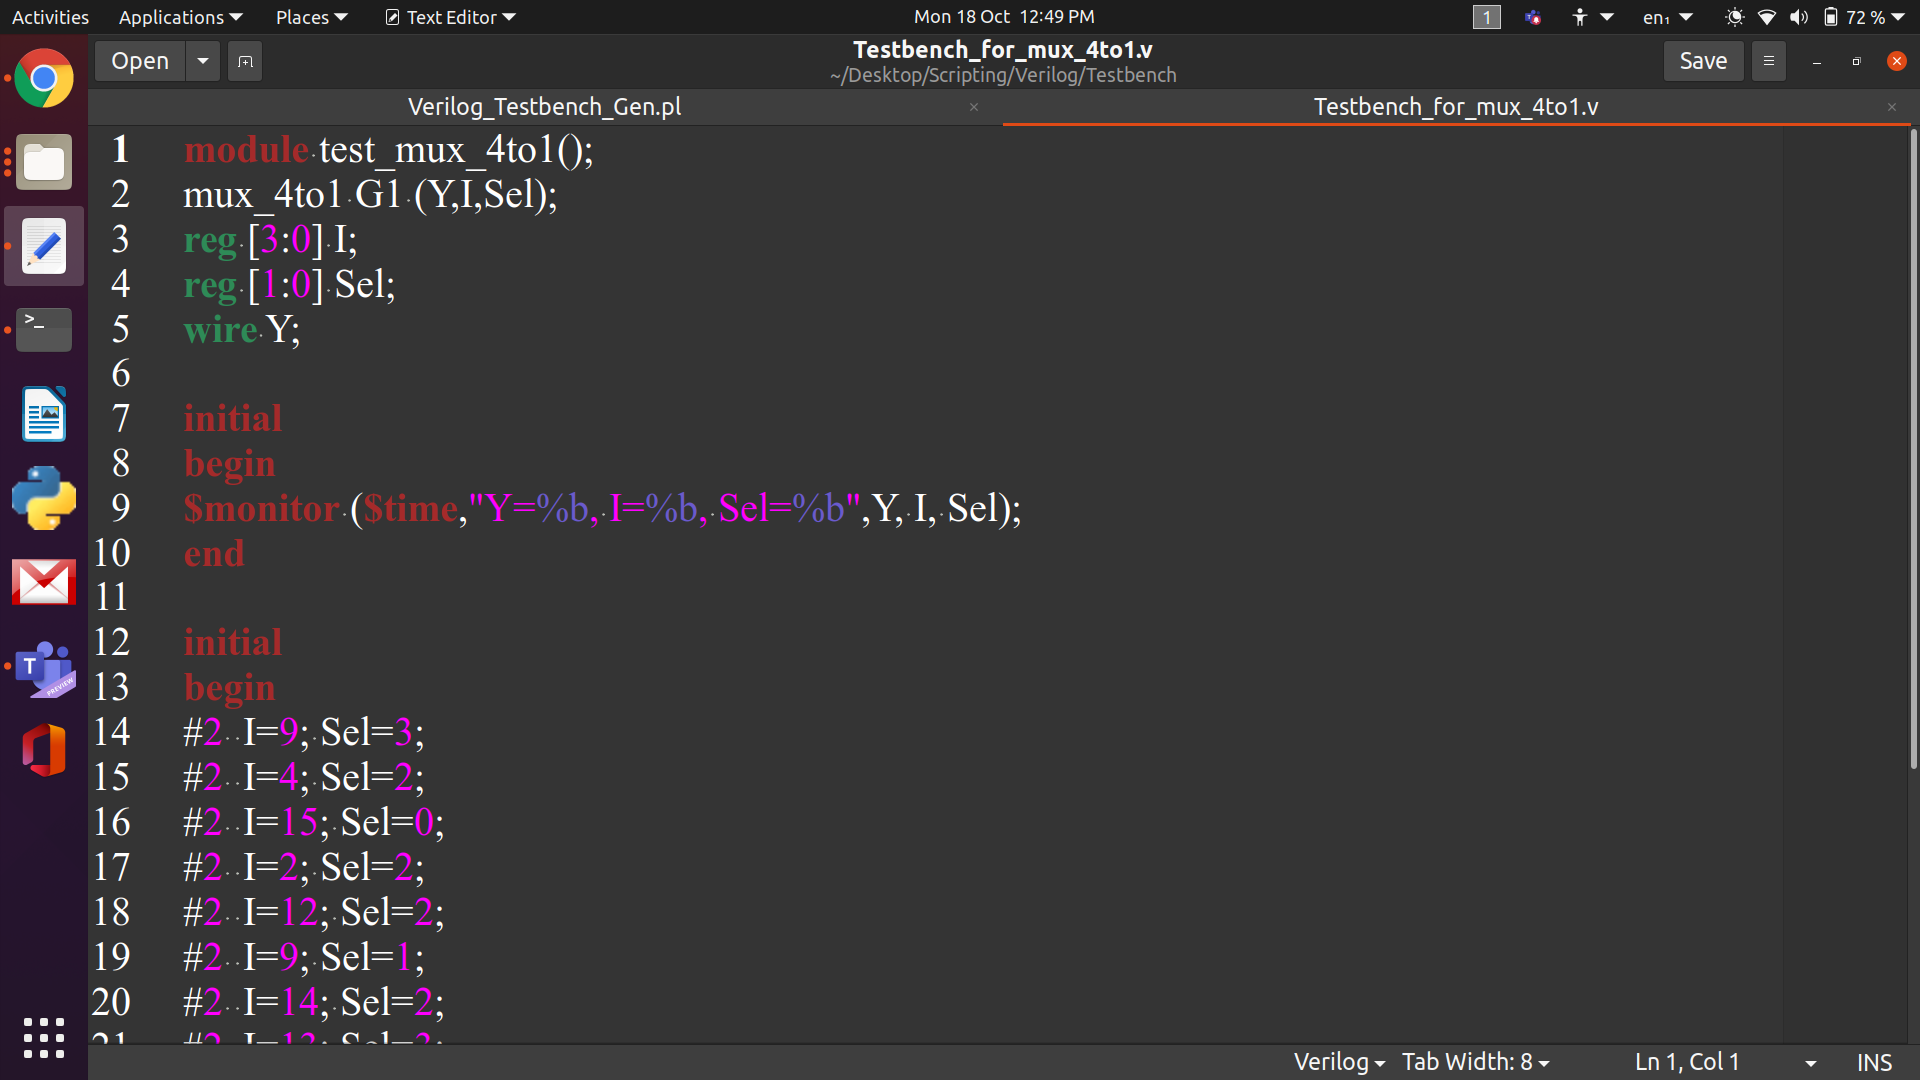 Activities Applications Places Text Editor Mon 18 Oct 12:49 PM 1 en₁ 72 %
Open Testbench_for_mux_4to1.v Save
~/Desktop/Scripting/Verilog/Testbench
Verilog_Testbench_Gen.pl × Testbench_for_mux_4to1.v ×
1 module test_mux_4to1();
2 mux_4to1 G1 (Y,I,Sel);
3 reg [3:0] I;
4 reg [1:0] Sel;
5 wire Y;
6
7 initial
8 begin
9 $monitor ($time,"Y=%b, I=%b, Sel=%b",Y, I, Sel);
10 end
11
12 initial
13 begin
14 #2  I=9; Sel=3;
15 #2  I=4; Sel=2;
16 #2  I=15; Sel=0;
17 #2  I=2; Sel=2;
18 #2  I=12; Sel=2;
19 #2  I=9; Sel=1;
20 #2  I=14; Sel=2;
Verilog Tab Width: 8 Ln 1, Col 1 INS
>_
T
PREVIEW